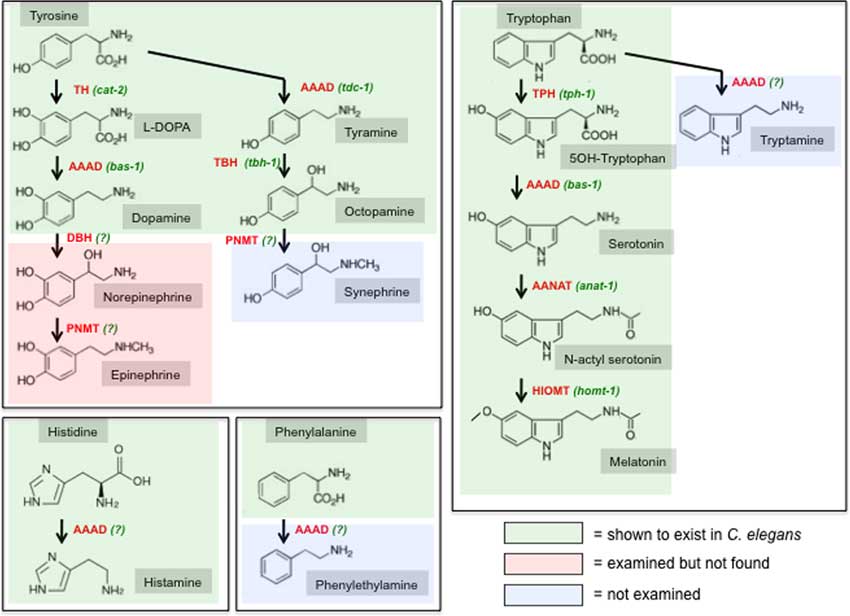 Tyrosine
NH₂
CO₂H
HO
TH (cat-2)
AAAD (tdc-1)
HO
NH₂
CO₂H
HO
L-DOPA
NH₂
HO
Tyramine
AAAD (bas-1)
TBH (tbh-1)
HO
NH₂
HO
Dopamine
OH
NH₂
HO
Octopamine
DBH (?)
PNMT (?)
OH
HO
NH₂
HO
Norepinephrine
OH
NHCH₃
HO
Synephrine
PNMT (?)
HO
NHCH₃
HO
Epinephrine
Tryptophan
NH₂
COOH
N
H
TPH (tph-1)
AAAD (?)
HO
NH₂
COOH
N
H
5OH-Tryptophan
NH₂
N
H
Tryptamine
AAAD (bas-1)
HO
NH₂
N
H
Serotonin
AANAT (anat-1)
HO
NH
O
N
H
N-actyl serotonin
HIOMT (homt-1)
O
NH
O
N
H
Melatonin
Histidine
O
N
OH
HN
NH₂
AAAD (?)
N
HN
NH₂
Histamine
Phenylalanine
NH₂
CO₂H
AAAD (?)
NH₂
Phenylethylamine
= shown to exist in C. elegans
= examined but not found
= not examined